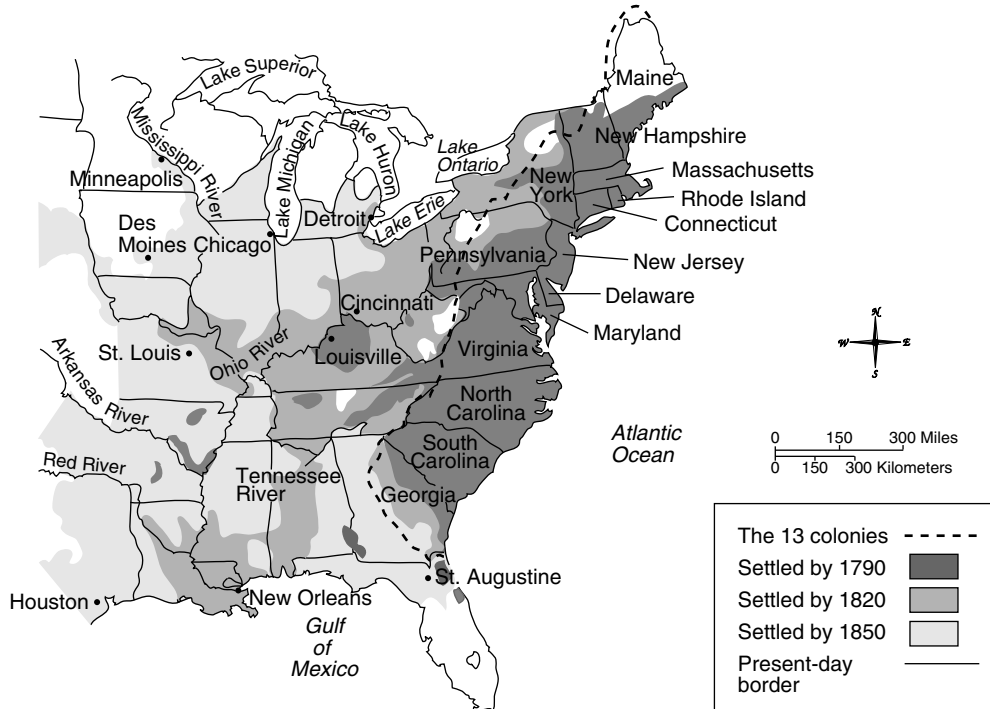 Maine
Lake Superior
Mississippi River
Lake Michigan
Lake Huron
Lake
Ontario
New Hampshire
Minneapolis
New
York
Massachusetts
Rhode Island
Connecticut
Des
Moines
Chicago
Detroit
Lake Erie
Pennsylvania
New Jersey
Delaware
Maryland
Cincinnati
St. Louis
Ohio River
Louisville
Virginia
N
W
E
S
Arkansas River
North
Carolina
South
Carolina
Atlantic
Ocean
0 150 300 Miles
0 150 300 Kilometers
Red River
Tennessee
River
Georgia
St. Augustine
Houston
New Orleans
Gulf
of
Mexico
The 13 colonies
Settled by 1790
Settled by 1820
Settled by 1850
Present-day
border